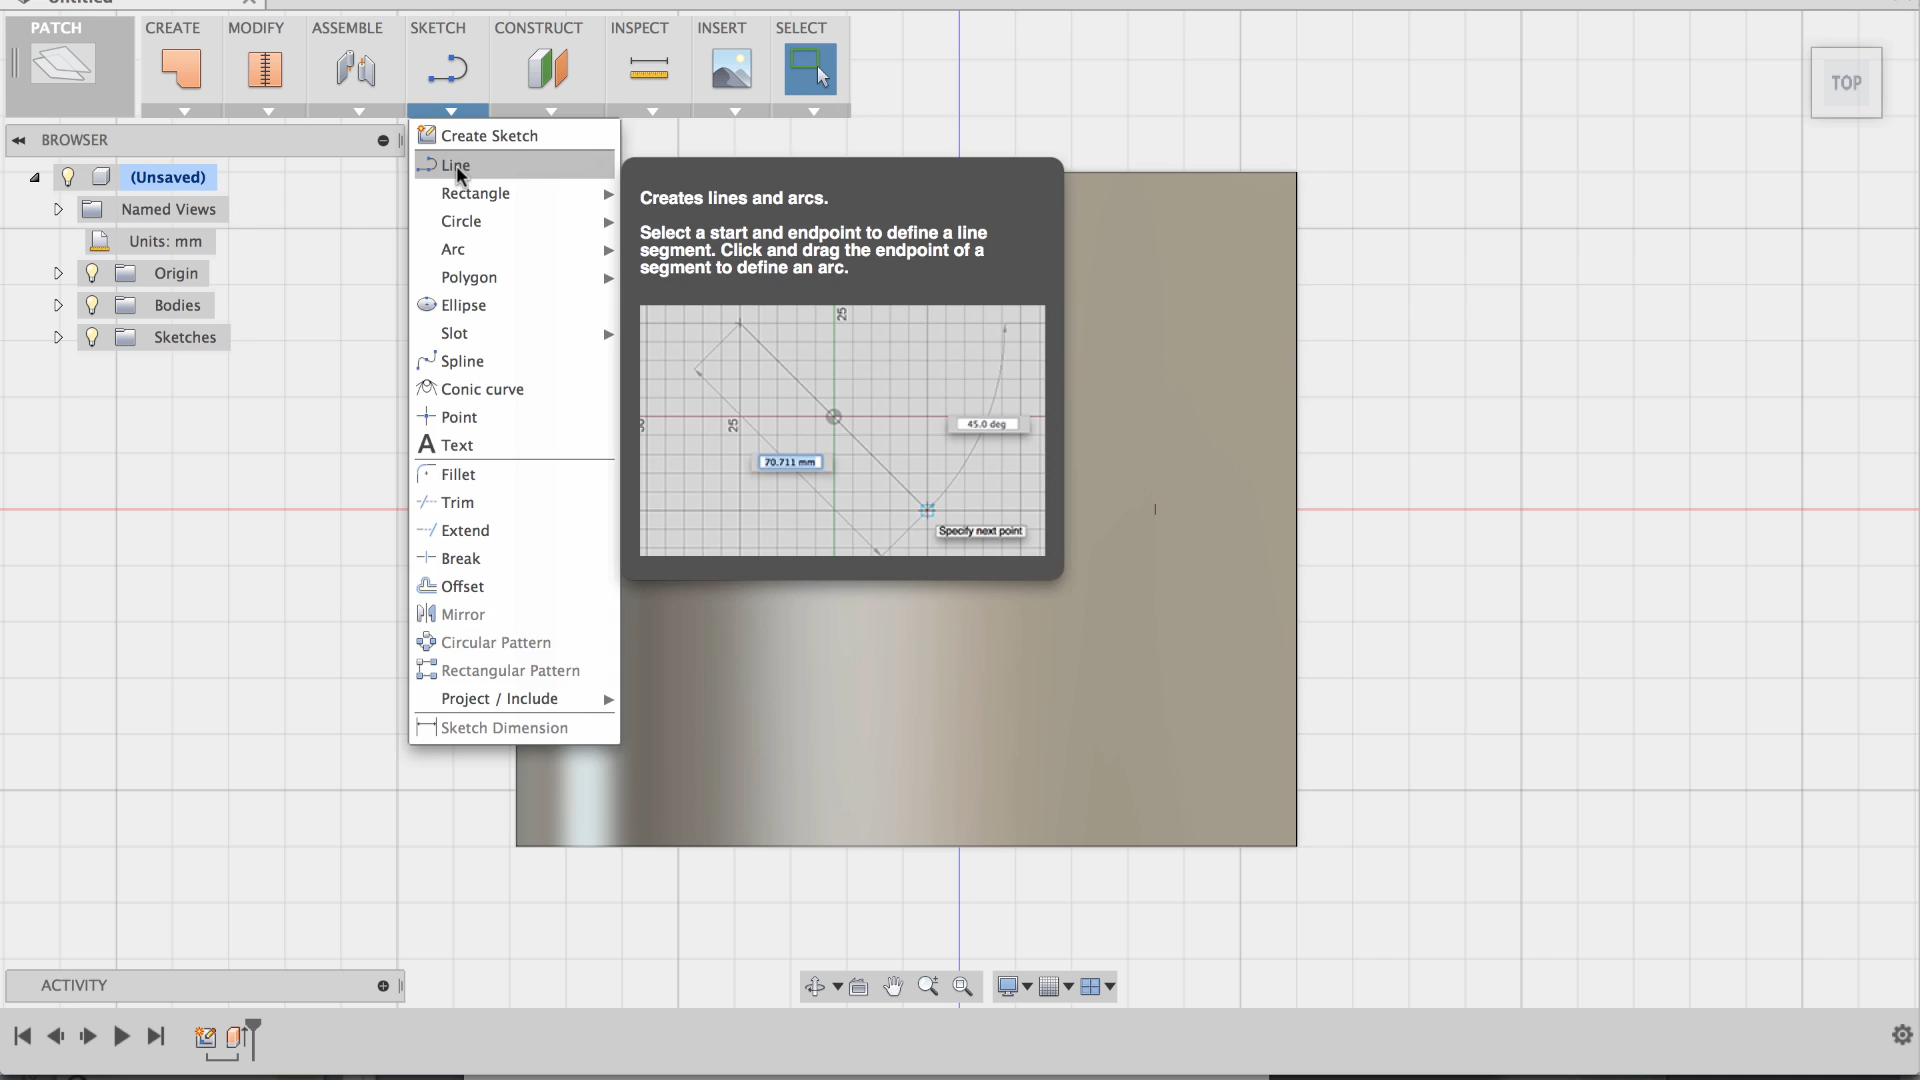 Untitled
PATCH
CREATE
MODIFY
ASSEMBLE
SKETCH
CONSTRUCT
INSPECT
INSERT
SELECT
TOP
BROWSER
(Unsaved)
Named Views
Units: mm
Origin
Bodies
Sketches
Create Sketch
Line
Rectangle
Circle
Arc
Polygon
Ellipse
Slot
Spline
Conic curve
Point
A Text
Fillet
Trim
Extend
Break
Offset
Mirror
Circular Pattern
Rectangular Pattern
Project / Include
Sketch Dimension
Creates lines and arcs.
Select a start and endpoint to define a line
segment. Click and drag the endpoint of a
segment to define an arc.
25
25
45.0 deg
70.711 mm
Specify next point
ACTIVITY